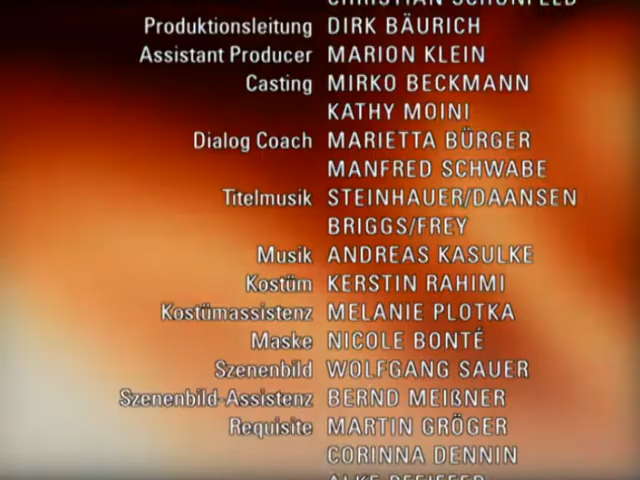 CHRISTIAN SCHÖNFELD
Produktionsleitung DIRK BÄURICH
Assistant Producer MARION KLEIN
Casting MIRKO BECKMANN
KATHY MOINI
Dialog Coach MARIETTA BÜRGER
MANFRED SCHWABE
Titelmusik STEINHAUER/DAANSEN
BRIGGS/FREY
Musik ANDREAS KASULKE
Kostüm KERSTIN RAHIMI
Kostümassistenz MELANIE PLOTKA
Maske NICOLE BONTÉ
Szenenbild WOLFGANG SAUER
Szenenbild-Assistenz BERND MEIßNER
Requisite MARTIN GRÖGER
CORINNA DENNIN